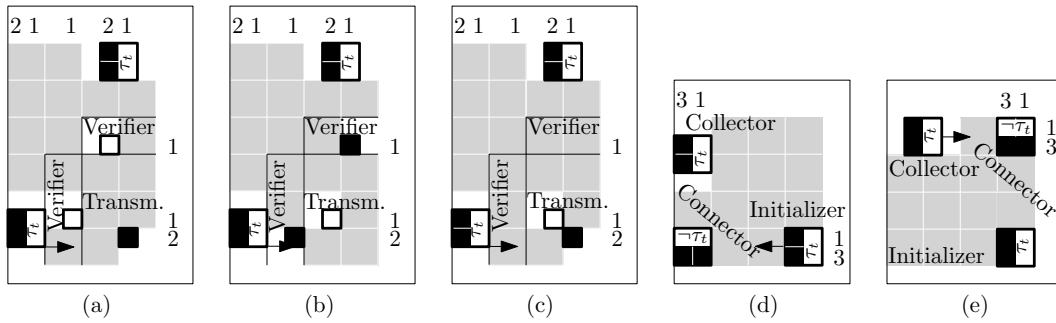 2 1 1 2 1
τt
Verifier
1
Verifier
Transm.
1
τt
2
(a)
2 1 1 2 1
τt
Verifier
1
Verifier
Transm.
1
τt
2
(b)
2 1 1 2 1
τt
Verifier
1
Verifier
Transm.
1
τt
2
(c)
3 1
Collector
τt
Connector
Initializer
¬τt
τt
1
3
(d)
3 1
τt
¬τt
1
3
Collector
Connector
Initializer
τt
(e)